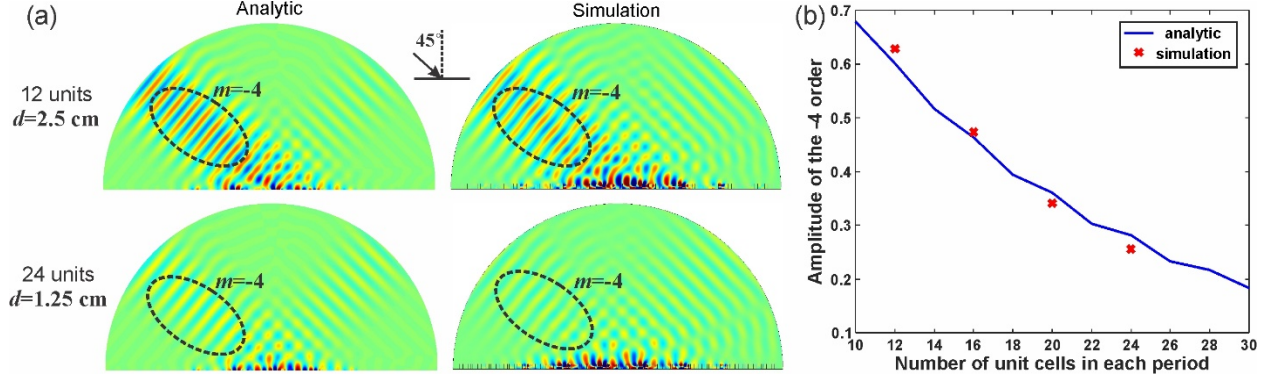 (a)
Analytic
Simulation
45°
12 units
d=2.5 cm
m=-4
m=-4
24 units
d=1.25 cm
m=-4
m=-4
(b)
Amplitude of the -4 order
0.7
0.6
0.5
0.4
0.3
0.2
0.1
analytic
simulation
10 12 14 16 18 20 22 24 26 28 30
Number of unit cells in each period